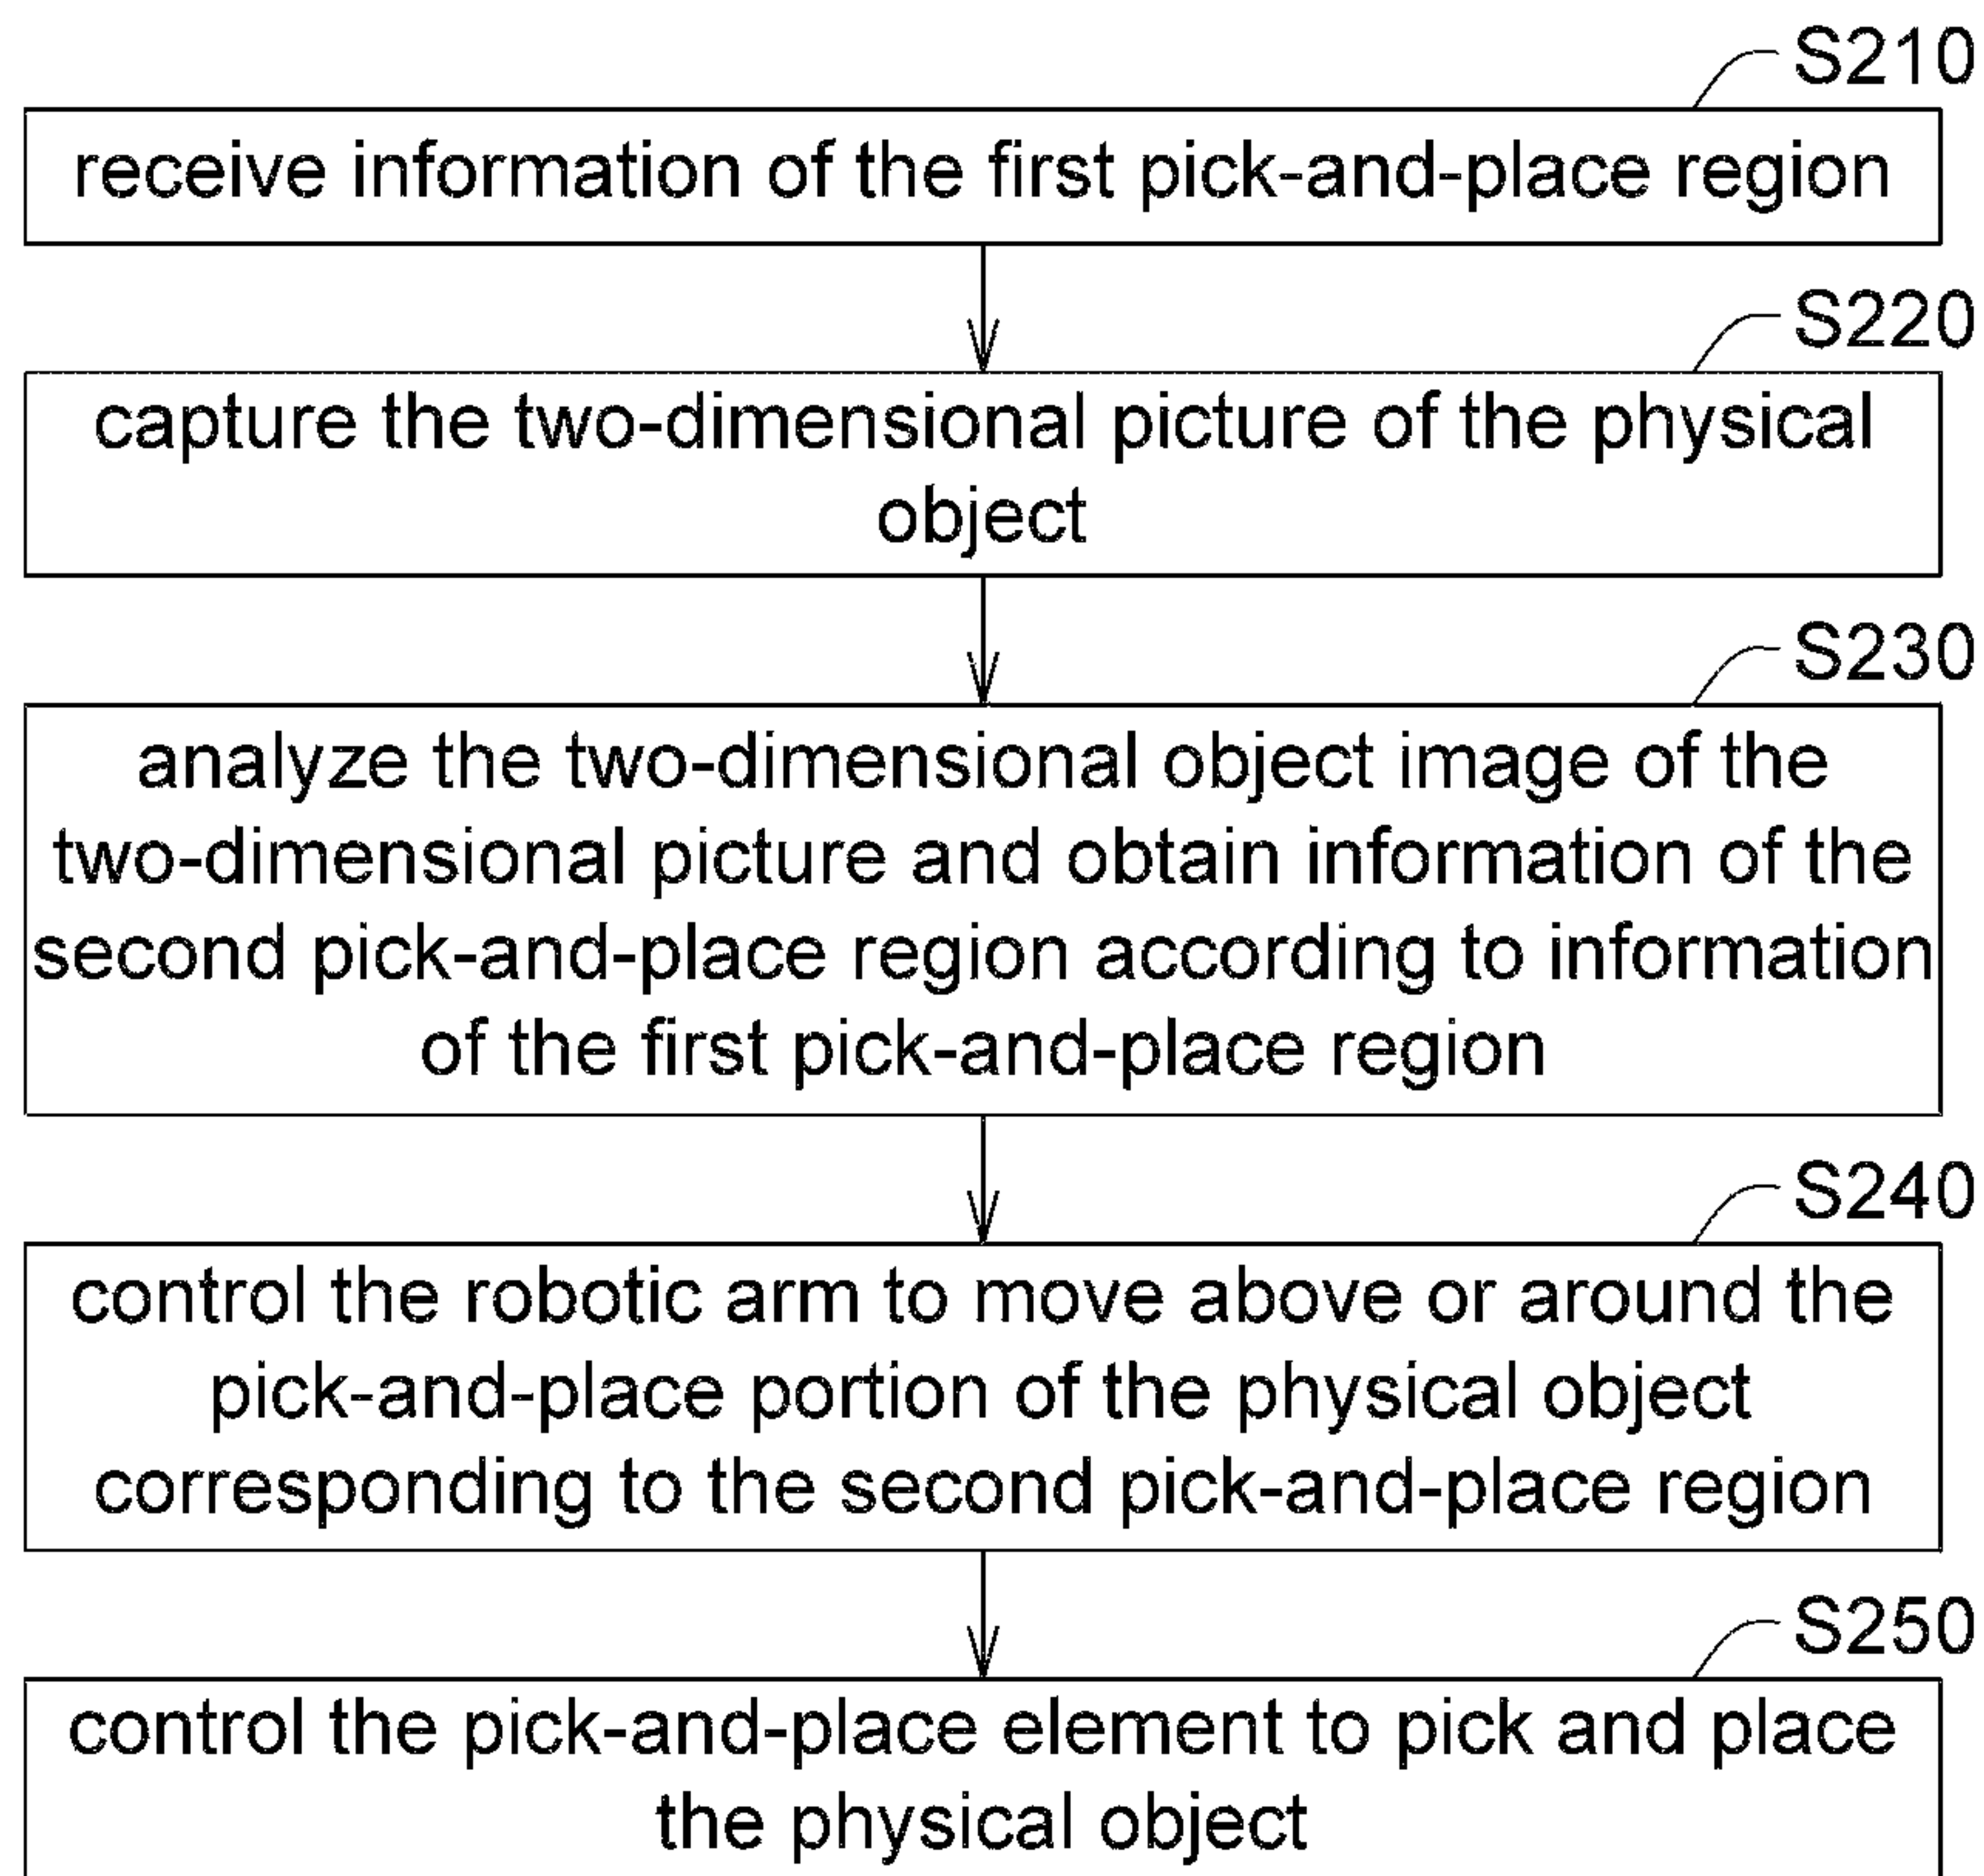 S210
receive information of the first pick-and-place region
S220
capture the two-dimensional picture of the physical
object
S230
analyze the two-dimensional object image of the
two-dimensional picture and obtain information of the
second pick-and-place region according to information
of the first pick-and-place region
S240
control the robotic arm to move above or around the
pick-and-place portion of the physical object
corresponding to the second pick-and-place region
S250
control the pick-and-place element to pick and place
the physical object